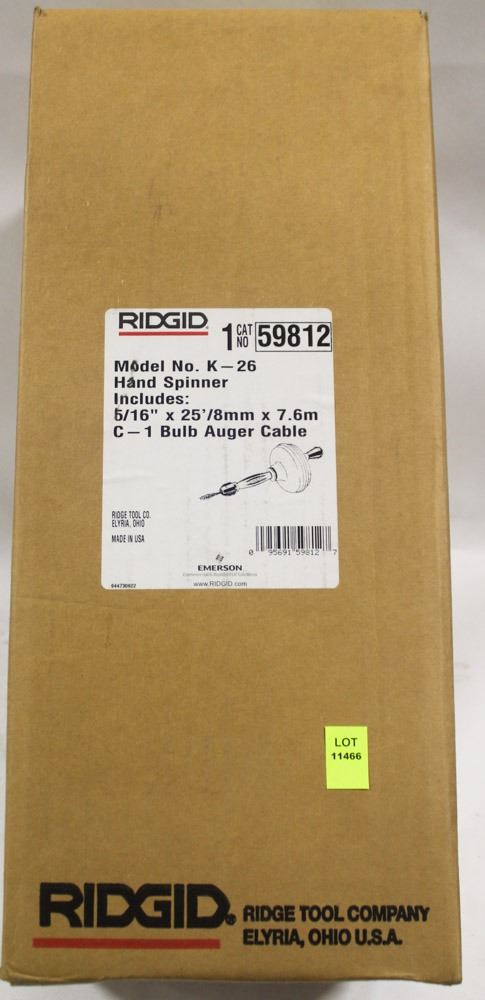 RIDGID®
1 CAT NO 59812
Model No. K-26
Hand Spinner
Includes:
5/16" x 25'/8mm x 7.6m
C-1 Bulb Auger Cable
RIDGE TOOL CO.
ELYRIA, OHIO
MADE IN USA
0 95691 59812 7
EMERSON
www.RIDGID.com
LOT
11466
RIDGID®
RIDGE TOOL COMPANY
ELYRIA, OHIO U.S.A.